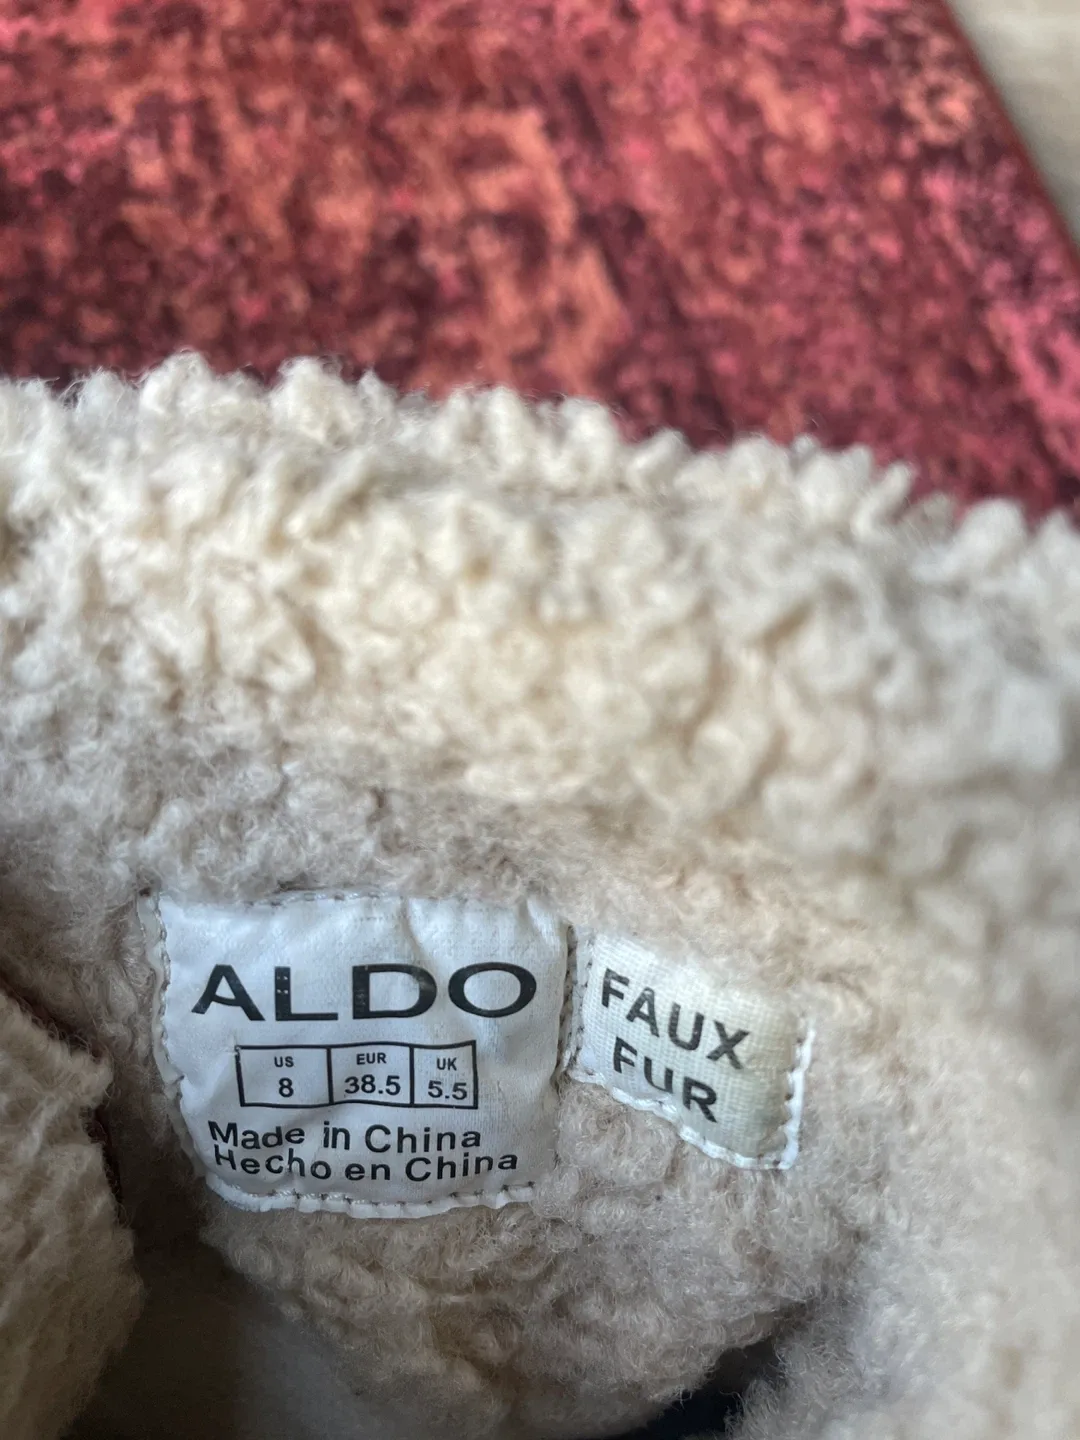 ALDO
US EUR UK
8 38.5 5.5
Made in China
Hecho en China
FAUX
FUR